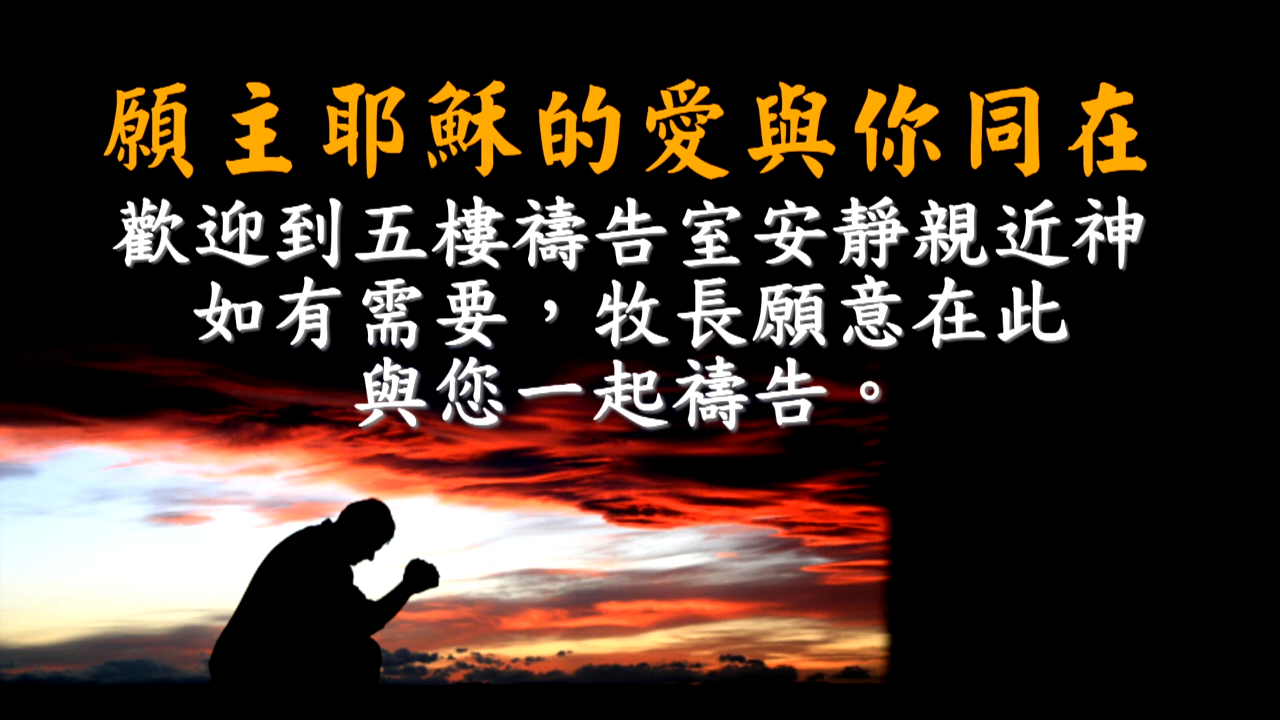 願主耶穌的愛與你同在
歡迎到五樓禱告室安靜親近神
如有需要，牧長願意在此
與您一起禱告。